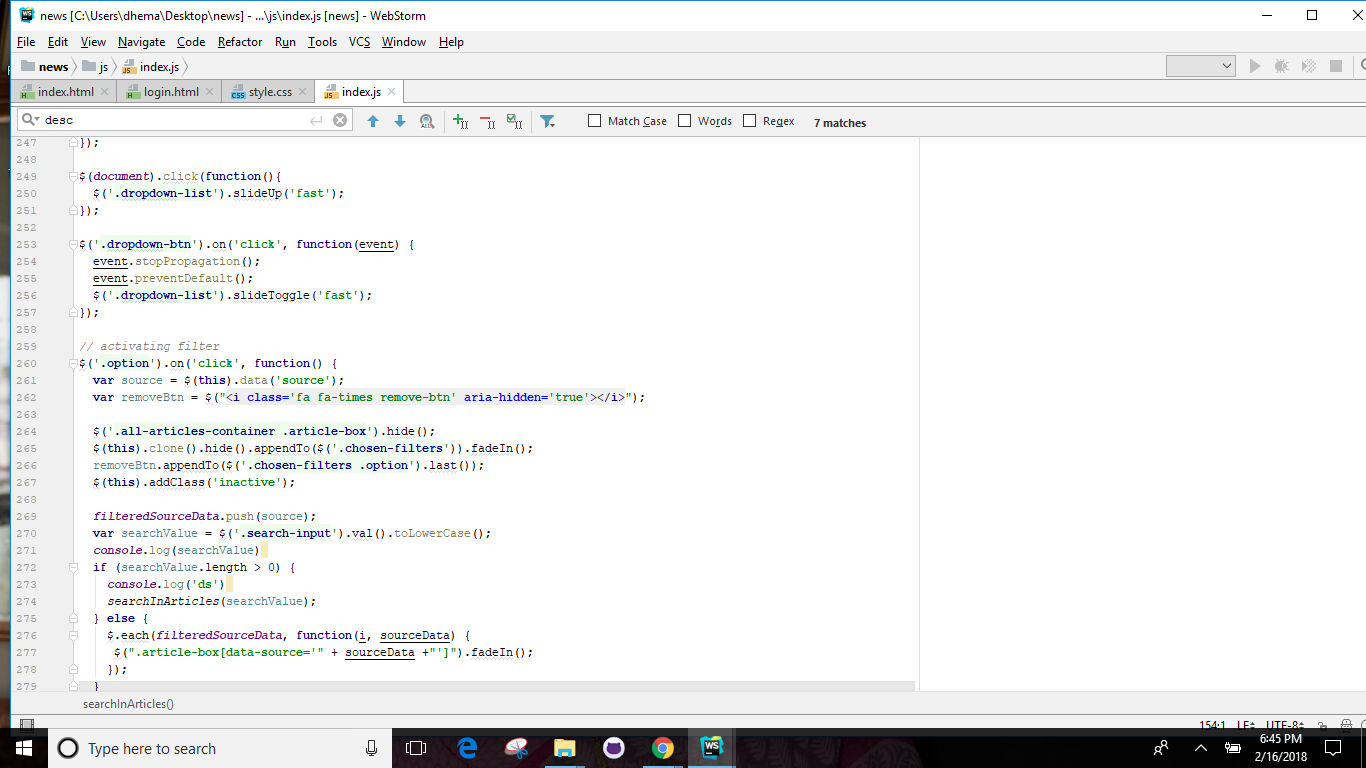 news [C:\Users\dhema\Desktop\news] - ...\js\index.js [news] - WebStorm
File Edit View Navigate Code Refactor Run Tools VCS Window Help
news js index.js
index.html login.html style.css index.js
desc Match Case Words Regex 7 matches
247 });
248
249 $(document).click(function(){
250   $('.dropdown-list').slideUp('fast');
251 });
252
253 $('.dropdown-btn').on('click', function(event) {
254   event.stopPropagation();
255   event.preventDefault();
256   $('.dropdown-list').slideToggle('fast');
257 });
258
259 // activating filter
260 $('.option').on('click', function() {
261   var source = $(this).data('source');
262   var removeBtn = $("<i class='fa fa-times remove-btn' aria-hidden='true'></i>");
263
264   $('.all-articles-container .article-box').hide();
265   $(this).clone().hide().appendTo($('.chosen-filters')).fadeIn();
266   removeBtn.appendTo($('.chosen-filters .option').last());
267   $(this).addClass('inactive');
268
269   filteredSourceData.push(source);
270   var searchValue = $('.search-input').val().toLowerCase();
271   console.log(searchValue)
272   if (searchValue.length > 0) {
273     console.log('ds')
274     searchInArticles(searchValue);
275   } else {
276     $.each(filteredSourceData, function(i, sourceData) {
277      $(".article-box[data-source='" + sourceData +"']").fadeIn();
278     });
279   }
searchInArticles()
154:1 LF UTF-8
Type here to search
6:45 PM
2/16/2018